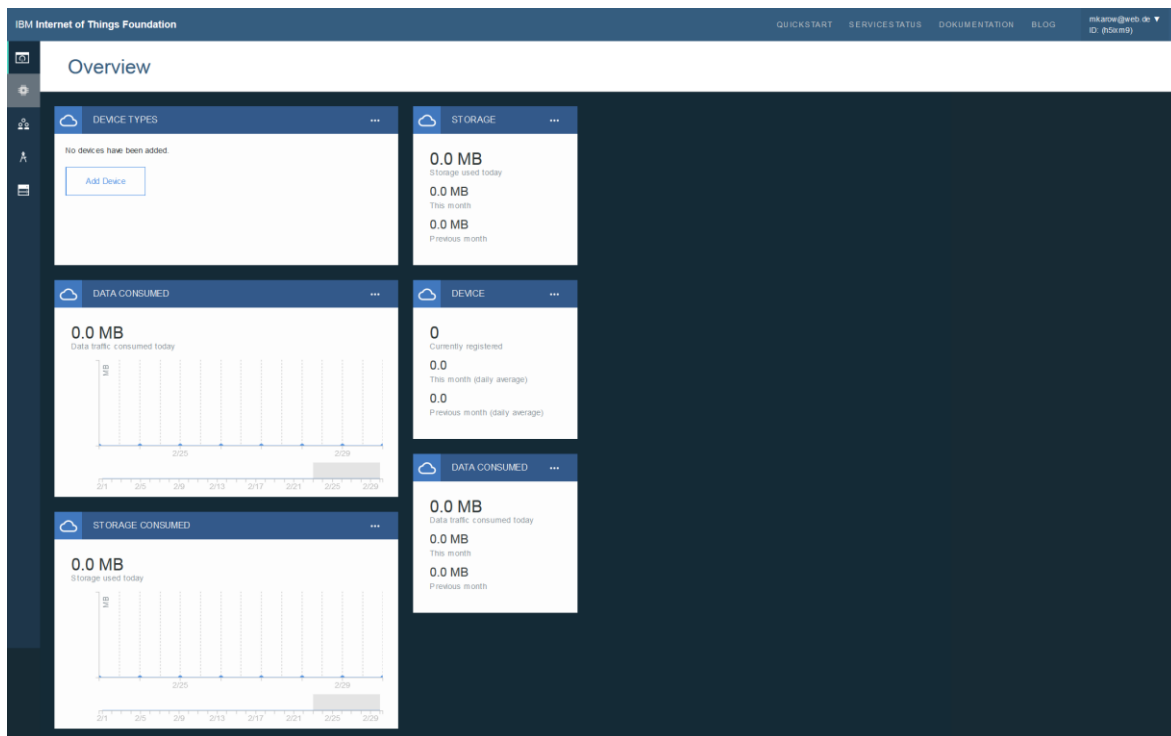 IBM Internet of Things Foundation
QUICKSTART SERVICESTATUS DOKUMENTATION BLOG
mkarow@web.de ▼
ID: (h5ixm9)
Overview
DEVICE TYPES ...
No devices have been added.
Add Device
STORAGE ...
0.0 MB
Storage used today
0.0 MB
This month
0.0 MB
Previous month
DATA CONSUMED ...
0.0 MB
Data traffic consumed today
MB
2/25 2/29
2/1 2/5 2/9 2/13 2/17 2/21 2/25 2/29
DEVICE ...
0
Currently registered
0.0
This month (daily average)
0.0
Previous month (daily average)
DATA CONSUMED ...
0.0 MB
Data traffic consumed today
0.0 MB
This month
0.0 MB
Previous month
STORAGE CONSUMED ...
0.0 MB
Storage used today
MB
2/25 2/29
2/1 2/5 2/9 2/13 2/17 2/21 2/25 2/29